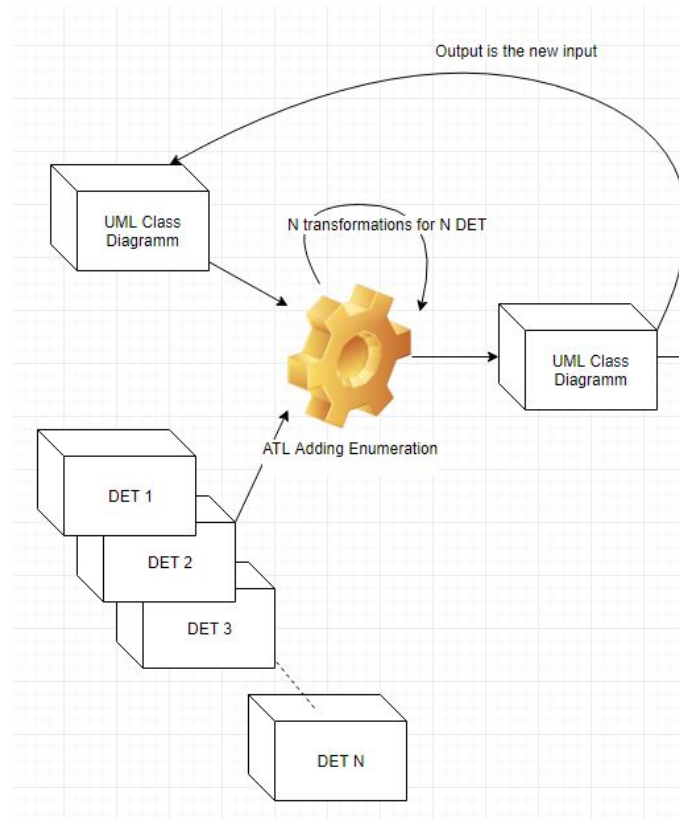 Output is the new input
UML Class
Diagramm
N transformations for N DET
UML Class
Diagramm
ATL Adding Enumeration
DET 1
DET 2
DET 3
DET N